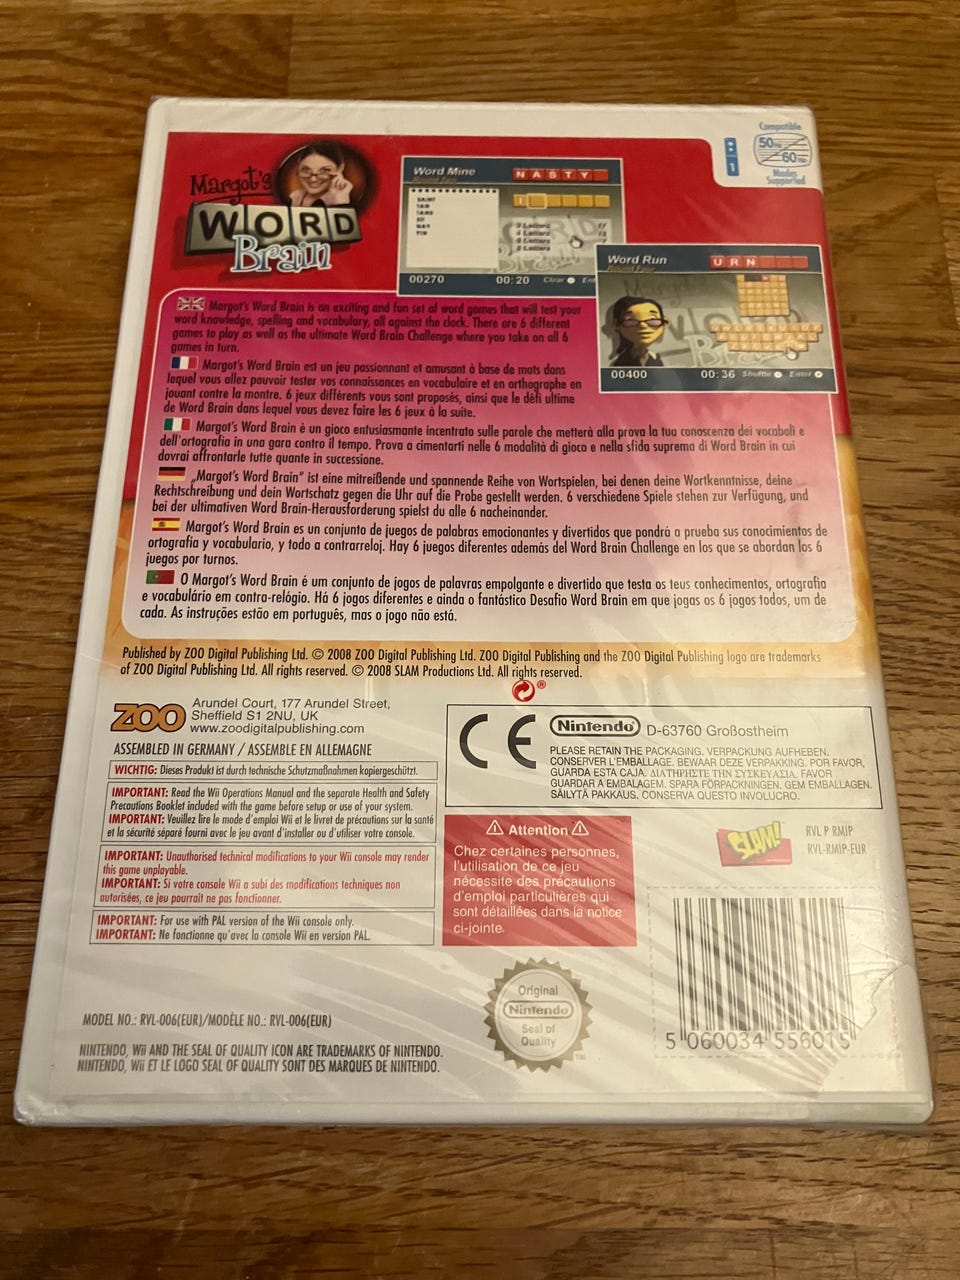 Margot's
WORD
Brain
Word Mine
NASTY
00270
00:20
Clear
Word Run
URN
00400
00:36 Shuffle Enter
1
Compatible
50Hz
60Hz
Modes
Supported
Margot's Word Brain is an exciting and fun set of word games that will test your
word knowledge, spelling and vocabulary, all against the clock. There are 6 different
games to play as well as the ultimate Word Brain Challenge where you take on all 6
games in turn.
Margot's Word Brain est un jeu passionnant et amusant à base de mots dans
lequel vous allez pouvoir tester vos connaissances en vocabulaire et en orthographe en
jouant contre la montre. 6 jeux différents vous sont proposés, ainsi que le défi ultime
de Word Brain dans lequel vous devez faire les 6 jeux à la suite.
Margot's Word Brain è un gioco entusiasmante incentrato sulle parole che metterà alla prova la tua conoscenza dei vocaboli e
dell'ortografia in una gara contro il tempo. Prova a cimentarti nelle 6 modalità di gioco e nella sfida suprema di Word Brain in cui
dovrai affrontarle tutte quante in successione.
„Margot's Word Brain“ ist eine mitreißende und spannende Reihe von Wortspielen, bei denen deine Wortkenntnisse, deine
Rechtschreibung und dein Wortschatz gegen die Uhr auf die Probe gestellt werden. 6 verschiedene Spiele stehen zur Verfügung, und
bei der ultimativen Word Brain-Herausforderung spielst du alle 6 nacheinander.
Margot's Word Brain es un conjunto de juegos de palabras emocionantes y divertidos que pondrá a prueba sus conocimientos de
ortografía y vocabulario, y todo a contrarreloj. Hay 6 juegos diferentes además del Word Brain Challenge en los que se abordan los 6
juegos por turnos.
O Margot's Word Brain é um conjunto de jogos de palavras empolgante e divertido que testa os teus conhecimentos, ortografia
e vocabulário em contra-relógio. Há 6 jogos diferentes e ainda o fantástico Desafio Word Brain em que jogas os 6 jogos todos, um de
cada. As instruções estão em português, mas o jogo não está.
Published by ZOO Digital Publishing Ltd. © 2008 ZOO Digital Publishing Ltd. ZOO Digital Publishing and the ZOO Digital Publishing logo are trademarks
of ZOO Digital Publishing Ltd. All rights reserved. © 2008 SLAM Productions Ltd. All rights reserved.
ZOO
Arundel Court, 177 Arundel Street,
Sheffield S1 2NU, UK
www.zoodigitalpublishing.com
ASSEMBLED IN GERMANY / ASSEMBLE EN ALLEMAGNE
WICHTIG: Dieses Produkt ist durch technische Schutzmaßnahmen kopiergeschützt.
IMPORTANT: Read the Wii Operations Manual and the separate Health and Safety
Precautions Booklet included with the game before setup or use of your system.
IMPORTANT: Veuillez lire le mode d'emploi Wii et le livret de précautions sur la santé
et la sécurité séparé fourni avec le jeu avant d'installer ou d'utiliser votre console.
IMPORTANT: Unauthorised technical modifications to your Wii console may render
this game unplayable.
IMPORTANT: Si votre console Wii a subi des modifications techniques non
autorisées, ce jeu pourrait ne pas fonctionner.
IMPORTANT: For use with PAL version of the Wii console only.
IMPORTANT: Ne fonctionne qu'avec la console Wii en version PAL.
CE
Nintendo® D-63760 Großostheim
PLEASE RETAIN THE PACKAGING. VERPACKUNG AUFHEBEN.
CONSERVER L'EMBALLAGE. BEWAAR DEZE VERPAKKING. POR FAVOR,
GUARDA ESTA CAJA. ΔΙΑΤΗΡΗΣΤΕ ΤΗΝ ΣΥΣΚΕΥΑΣΙΑ. FAVOR
GUARDAR A EMBALAGEM. SPARA FÖRPACKNINGEN. GEM EMBALLAGEN.
SÄILYTÄ PAKKAUS. CONSERVA QUESTO INVOLUCRO.
Attention
Chez certaines personnes,
l'utilisation de ce jeu
nécessite des précautions
d'emploi particulières qui
sont détaillées dans la notice
ci-jointe.
SLAM!
RVL P RMIP
RVL-RMIP-EUR
Original
Nintendo
Seal of
Quality
TM
5 060034 556015
MODEL NO.: RVL-006(EUR)/MODÈLE NO.: RVL-006(EUR)
NINTENDO, Wii AND THE SEAL OF QUALITY ICON ARE TRADEMARKS OF NINTENDO.
NINTENDO, Wii ET LE LOGO SEAL OF QUALITY SONT DES MARQUES DE NINTENDO.